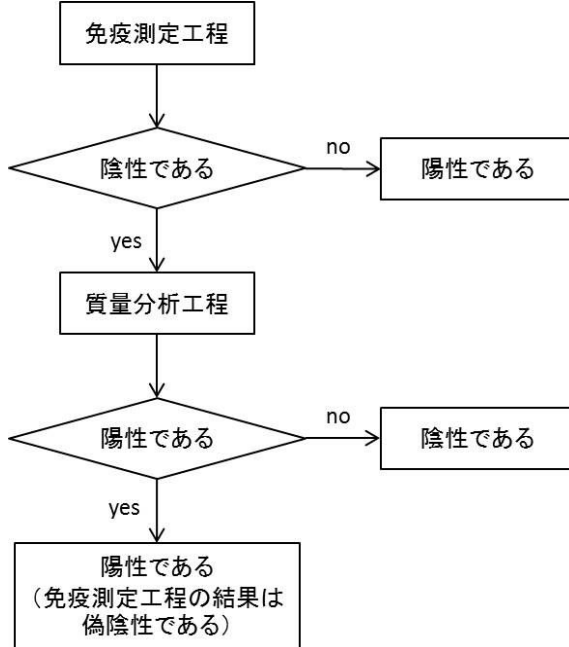 免疫測定工程
陰性である
no
陽性である
yes
質量分析工程
陽性である
no
陰性である
yes
陽性である
（免疫測定工程の結果は
偽陰性である）